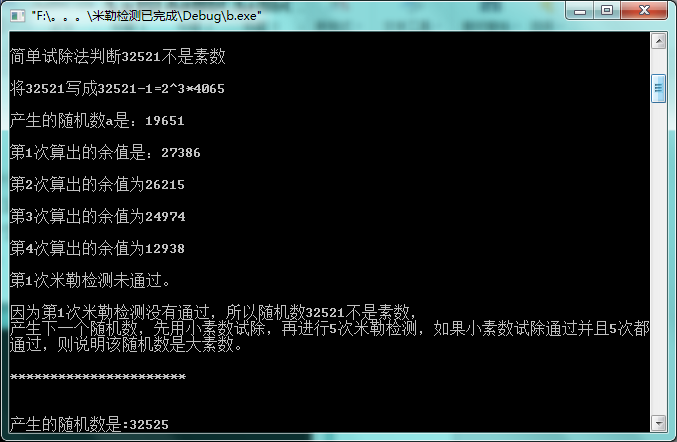 "F:\。。。\米勒检测已完成\Debug\b.exe"
简单试除法判断32521不是素数
将32521写成32521-1=2^3*4065
产生的随机数a是：19651
第1次算出的余值是：27386
第2次算出的余值为26215
第3次算出的余值为24974
第4次算出的余值为12938
第1次米勒检测未通过。
因为第1次米勒检测没有通过，所以随机数32521不是素数，
产生下一个随机数，先用小素数试除，再进行5次米勒检测，如果小素数试除通过并且5次都
通过，则说明该随机数是大素数。
**********************
产生的随机数是:32525